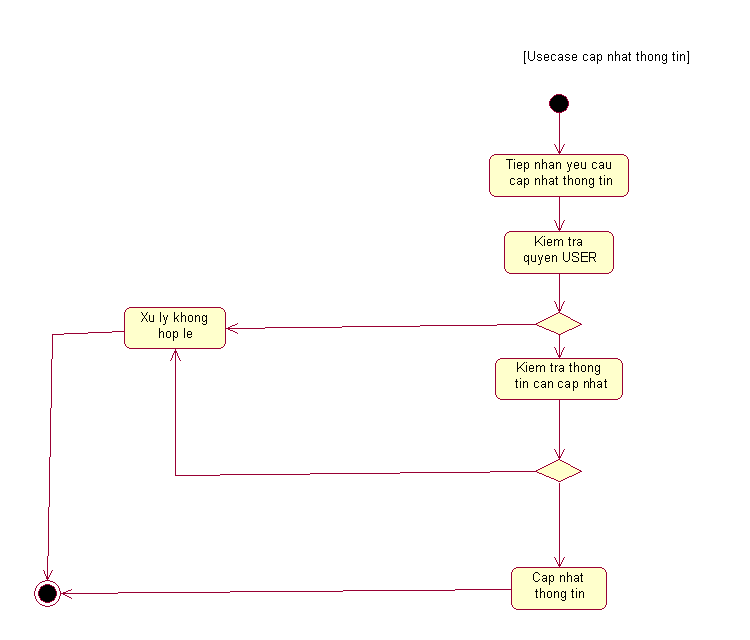 [Usecase cap nhat thong tin]
Tiep nhan yeu cau
cap nhat thong tin
Kiem tra
quyen USER
Xu ly khong
hop le
Kiem tra thong
tin can cap nhat
Cap nhat
thong tin